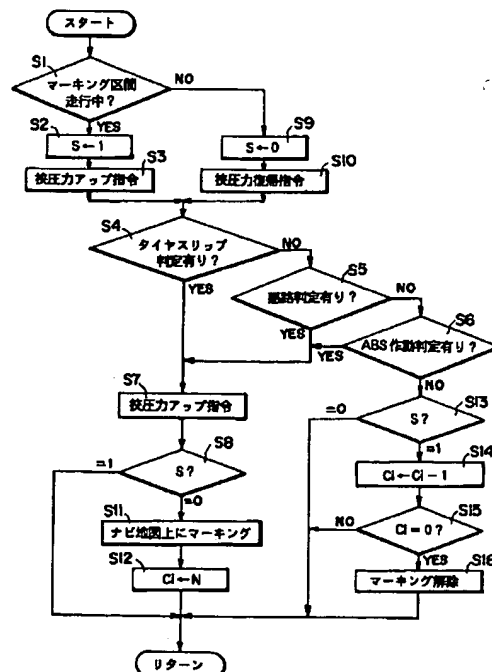 スタート
S1
マーキング区間
走行中?
NO
YES
S2
S←1
S9
S←0
S3
挟圧力アップ指令
S10
挟圧力復帰指令
S4
タイヤスリップ
判定有り?
NO
YES
S5
悪路判定有り?
NO
YES
S6
ABS作動判定有り?
YES
NO
S7
挟圧力アップ指令
S13
S?
=0
=1
S8
S?
=1
=0
S14
Ci←Ci-1
S11
ナビ地図上にマーキング
S15
Ci=0?
NO
YES
S12
Ci←N
S16
マーキング解除
リターン